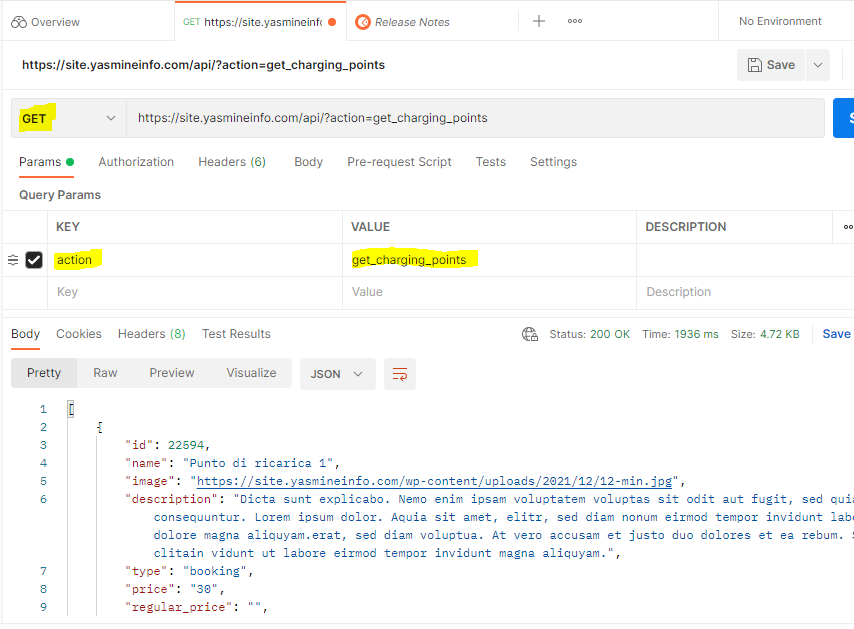 Overview
GET https://site.yasmineinfo
Release Notes
No Environment
https://site.yasmineinfo.com/api/?action=get_charging_points
Save
GET
https://site.yasmineinfo.com/api/?action=get_charging_points
Params
Authorization
Headers (6)
Body
Pre-request Script
Tests
Settings
Query Params
KEY
VALUE
DESCRIPTION
action
get_charging_points
Key
Value
Description
Body
Cookies
Headers (8)
Test Results
Status: 200 OK
Time: 1936 ms
Size: 4.72 KB
Save
Pretty
Raw
Preview
Visualize
JSON
1 [
2 {
3 "id": 22594,
4 "name": "Punto di ricarica 1",
5 "image": "https://site.yasmineinfo.com/wp-content/uploads/2021/12/12-min.jpg",
6 "description": "Dicta sunt explicabo. Nemo enim ipsam voluptatem voluptas sit odit aut fugit, sed quia
consequuntur. Lorem ipsum dolor. Aquia sit amet, elitr, sed diam nonum eirmod tempor invidunt lab
dolore magna aliquyam.erat, sed diam voluptua. At vero accusam et justo duo dolores et ea rebum. S
clitain vidunt ut labore eirmod tempor invidunt magna aliquyam.",
7 "type": "booking",
8 "price": "30",
9 "regular_price": "",